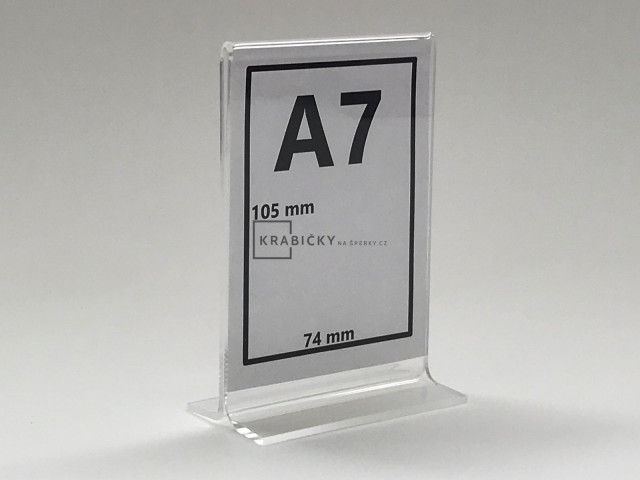 A7
105 mm
KRABIČKY NA ŠPERKY.CZ
74 mm